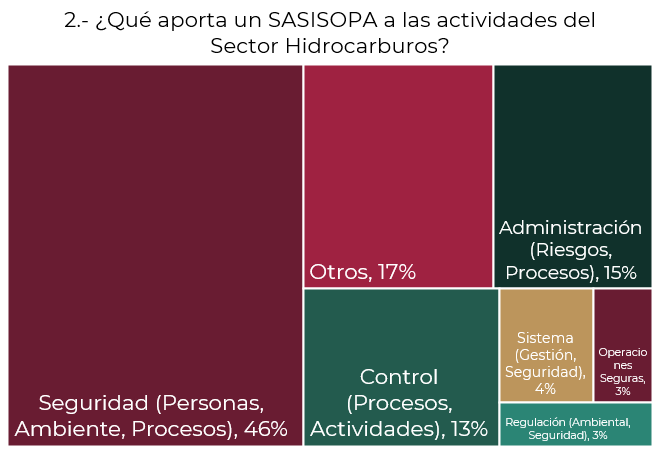 2.- ¿Qué aporta un SASISOPA a las actividades del
Sector Hidrocarburos?
Seguridad (Personas,
Ambiente, Procesos), 46%
Otros, 17%
Administración
(Riesgos,
Procesos), 15%
Control
(Procesos,
Actividades), 13%
Sistema
(Gestión,
Seguridad),
4%
Operacio
nes
Seguras,
3%
Regulación (Ambiental,
Seguridad), 3%